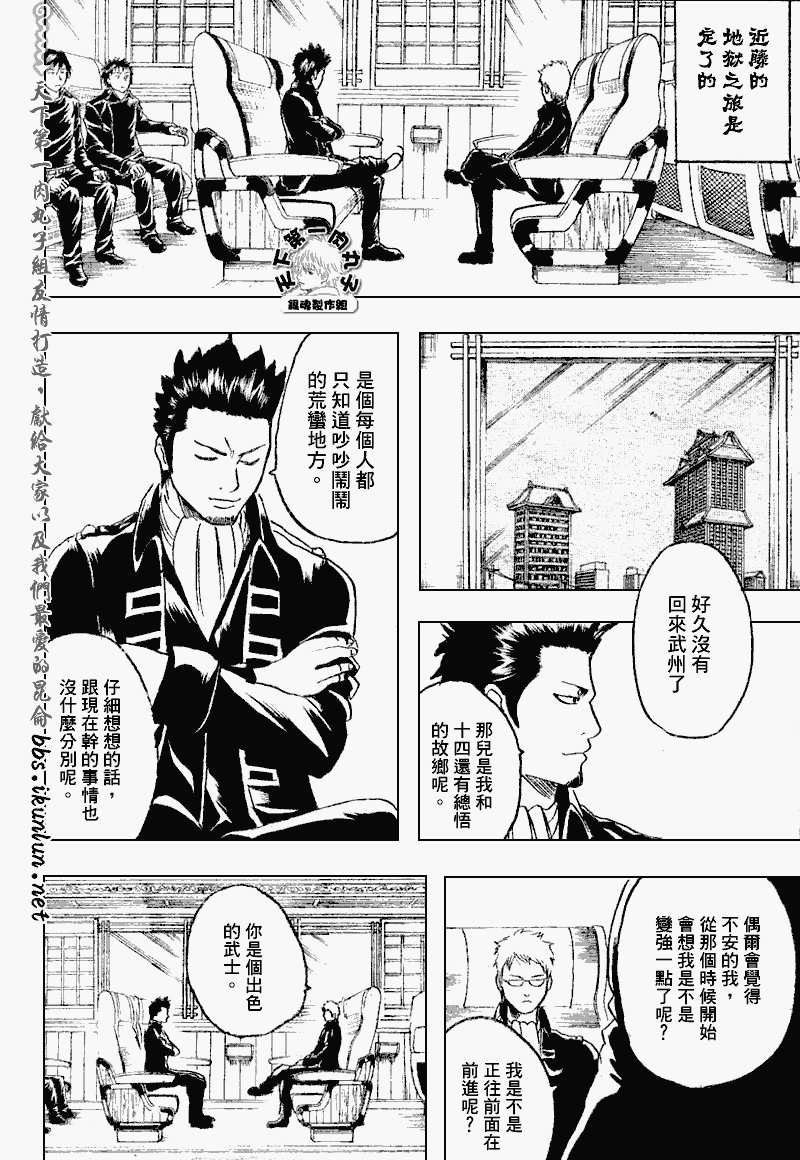 近藤的
地獄之旅是
定了的
天下第一肉丸子
銀魂製作組
好久沒有
回來武州了
是個每個人都
只知道吵吵鬧鬧
的荒蠻地方。
那兒是我和
十四還有總悟
的故鄉呢。
仔細想想的話，
跟現在幹的事情也
沒什麼分別呢。
偶爾會覺得
不安的我，
從那個時候開始
會想我是不是
變強一點了呢？
我是不是
正往前面在
前進呢？
你是個出色
的武士。
天下第一肉丸子組友情打造，獻給大家以及我們最愛的昆侖 bbs.ikunlun.net